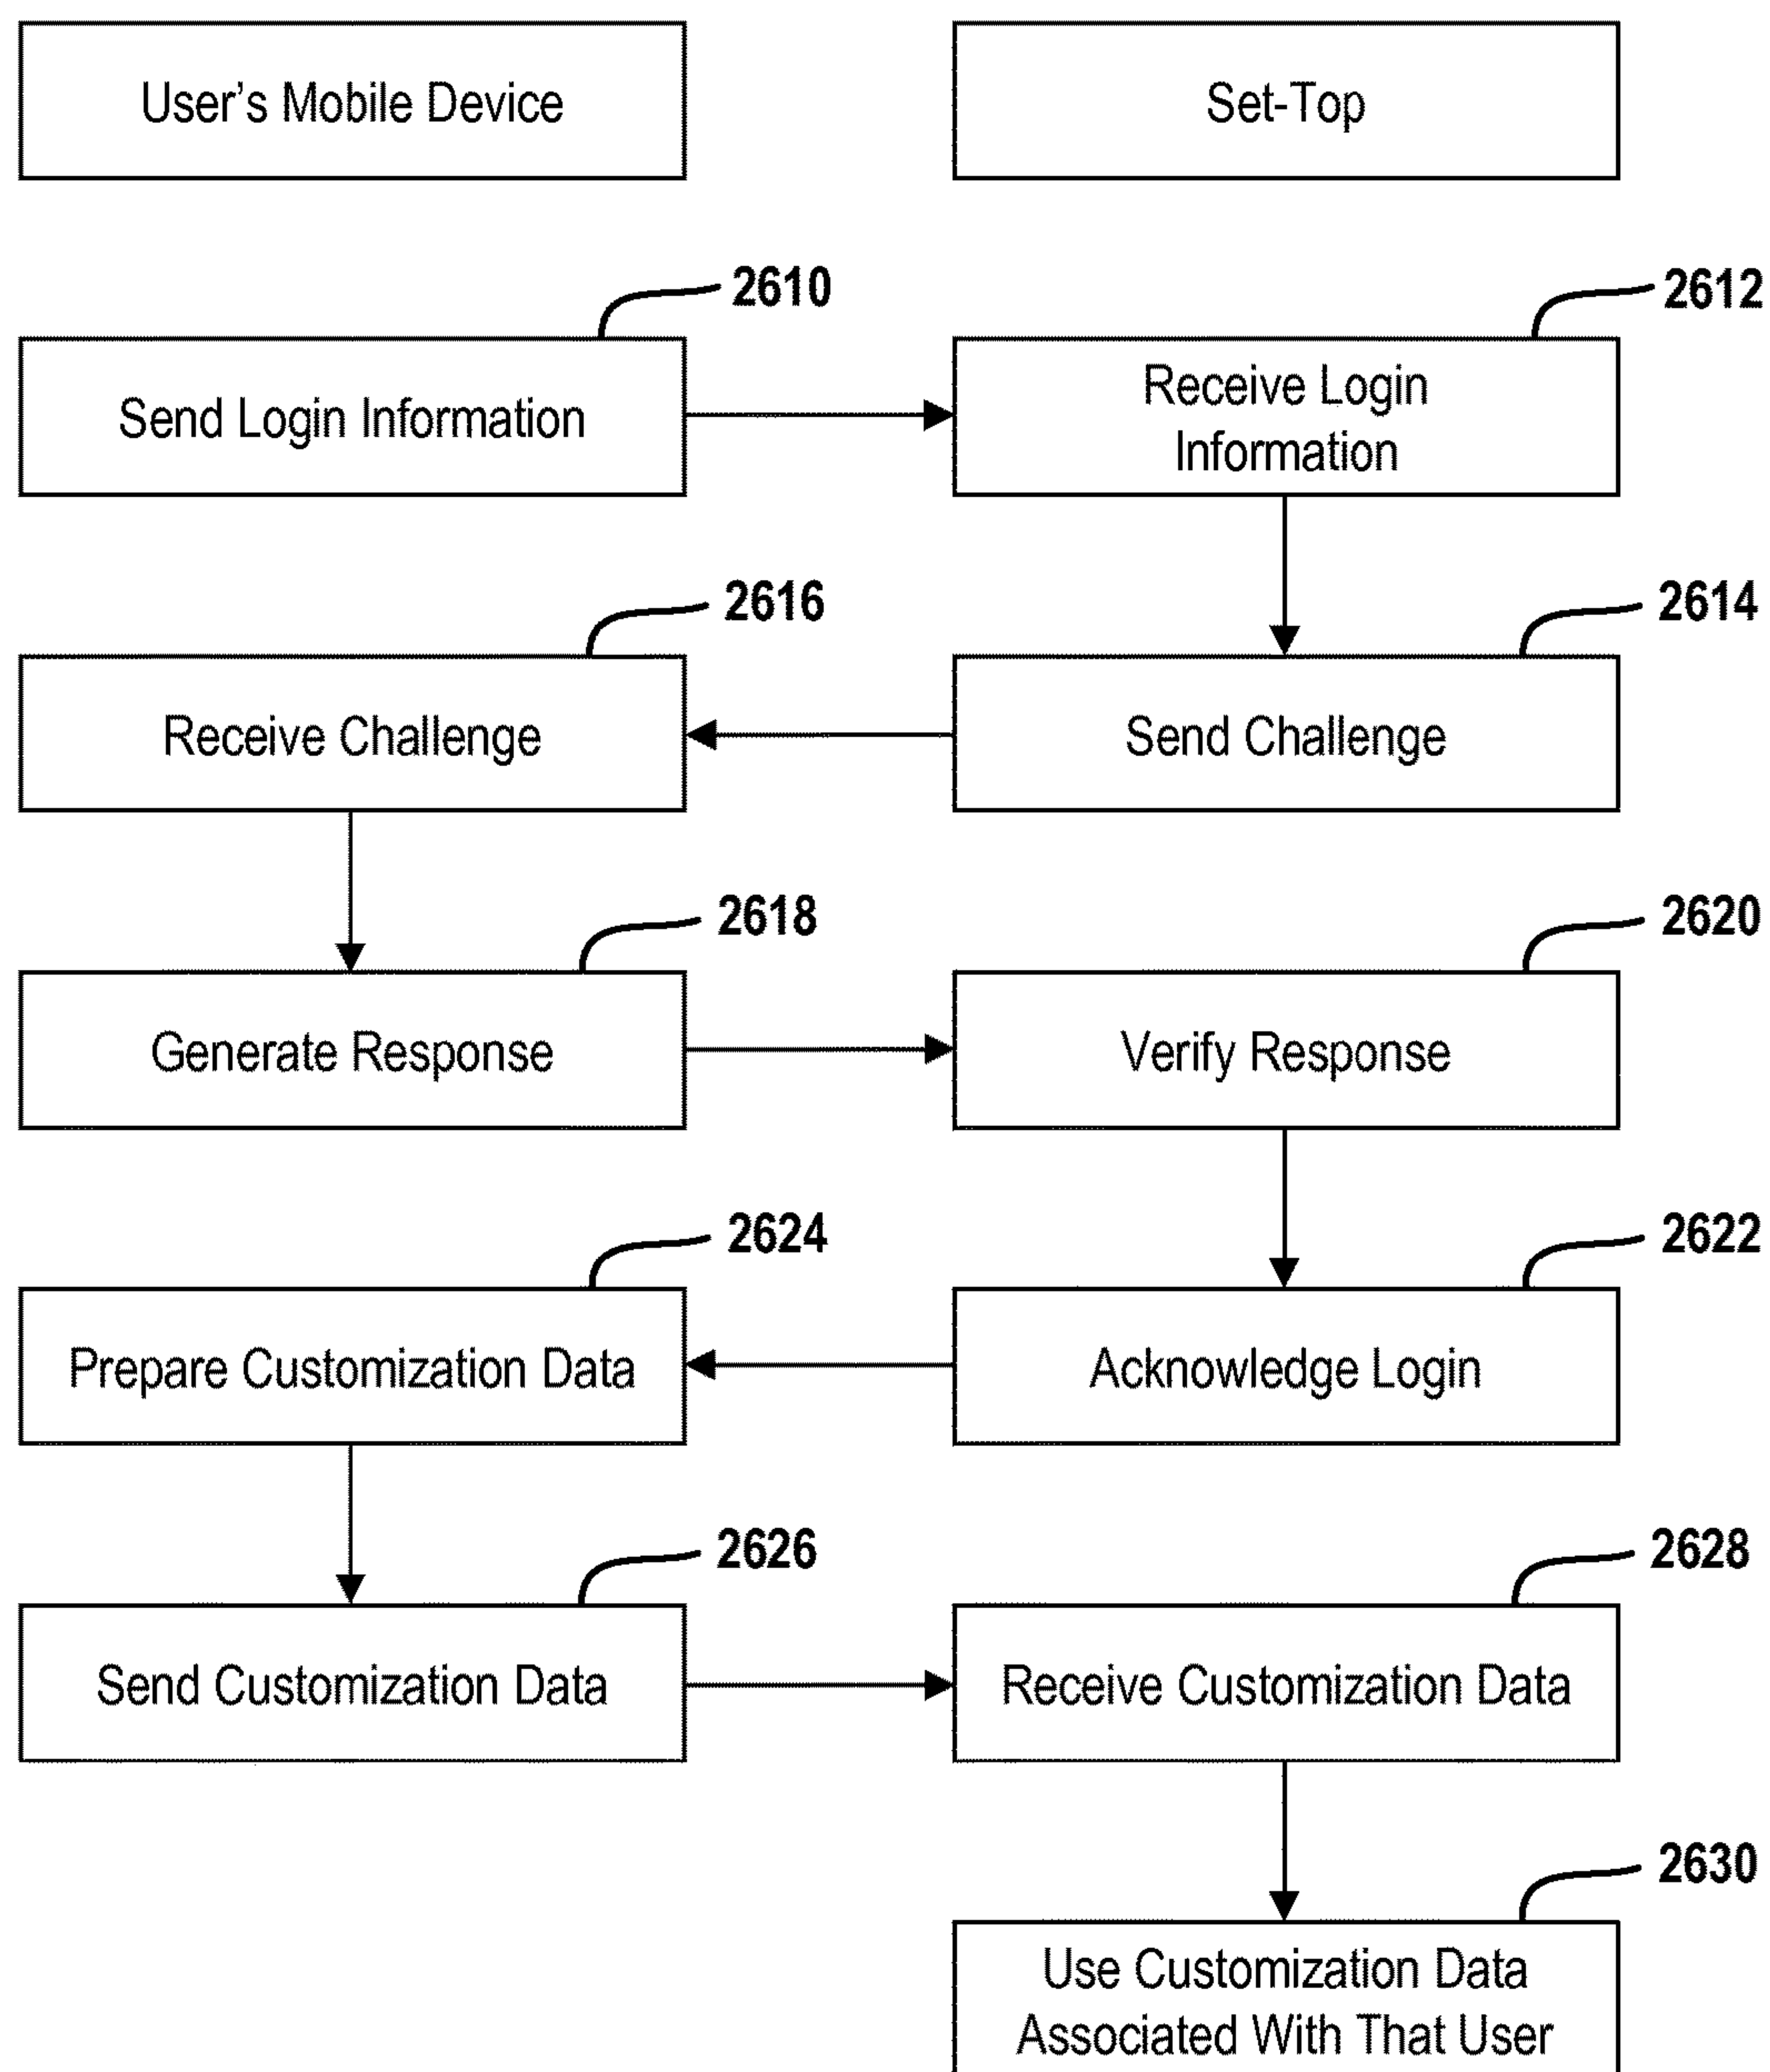 User's Mobile Device
Set-Top
2610
2612
Send Login Information
Receive Login
Information
2616
2614
Receive Challenge
Send Challenge
2618
2620
Generate Response
Verify Response
2624
2622
Prepare Customization Data
Acknowledge Login
2626
2628
Send Customization Data
Receive Customization Data
2630
Use Customization Data
Associated With That User